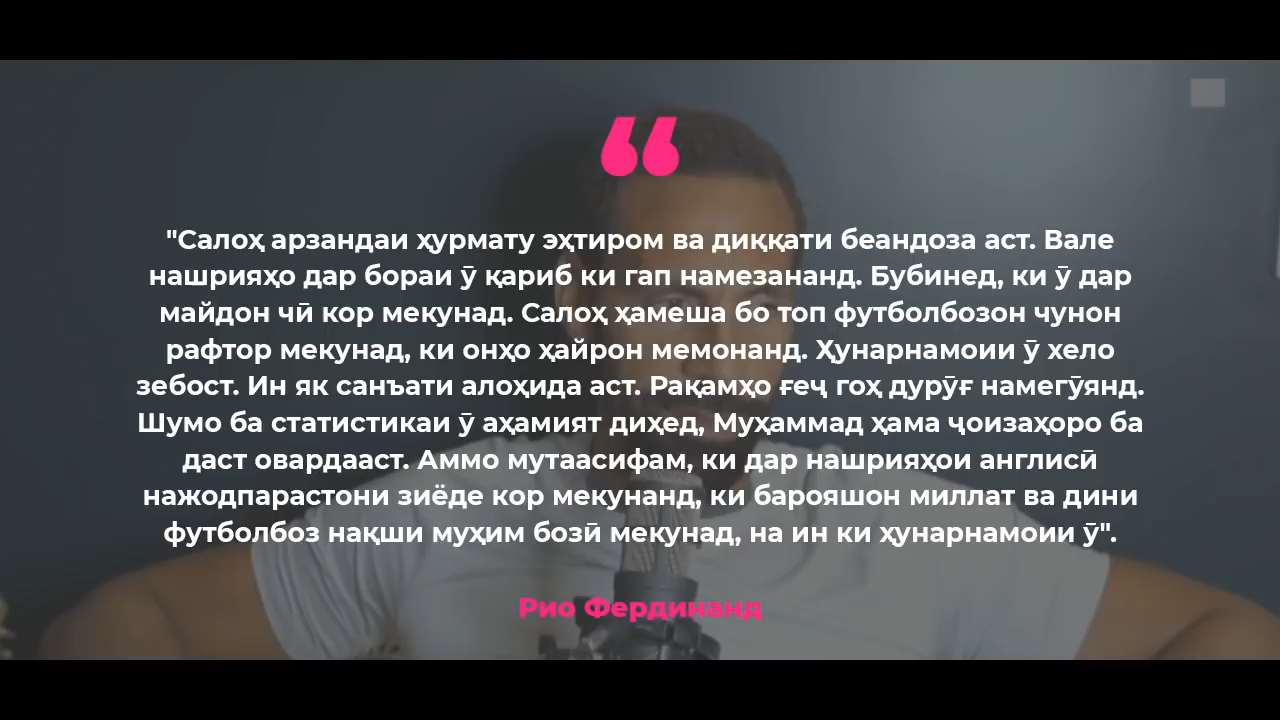 "Салоҳ арзандаи ҳурмату эҳтиром ва диққати беандоза аст. Вале
нашрияҳо дар бораи ӯ қариб ки гап намезананд. Бубинед, ки ӯ дар
майдон чӣ кор мекунад. Салоҳ ҳамеша бо топ футболбозон чунон
рафтор мекунад, ки онҳо ҳайрон мемонанд. Ҳунарнамоии ӯ хело
зебост. Ин як санъати алоҳида аст. Рақамҳо ғеҷ гоҳ дурӯғ намегӯянд.
Шумо ба статистикаи ӯ аҳамият диҳед, Муҳаммад ҳама ҷоизаҳоро ба
даст овардааст. Аммо мутаасифам, ки дар нашрияҳои англисӣ
нажодпарастони зиёде кор мекунанд, ки барояшон миллат ва дини
футболбоз нақши муҳим бозӣ мекунад, на ин ки ҳунарнамоии ӯ".
Рио Фердинанд